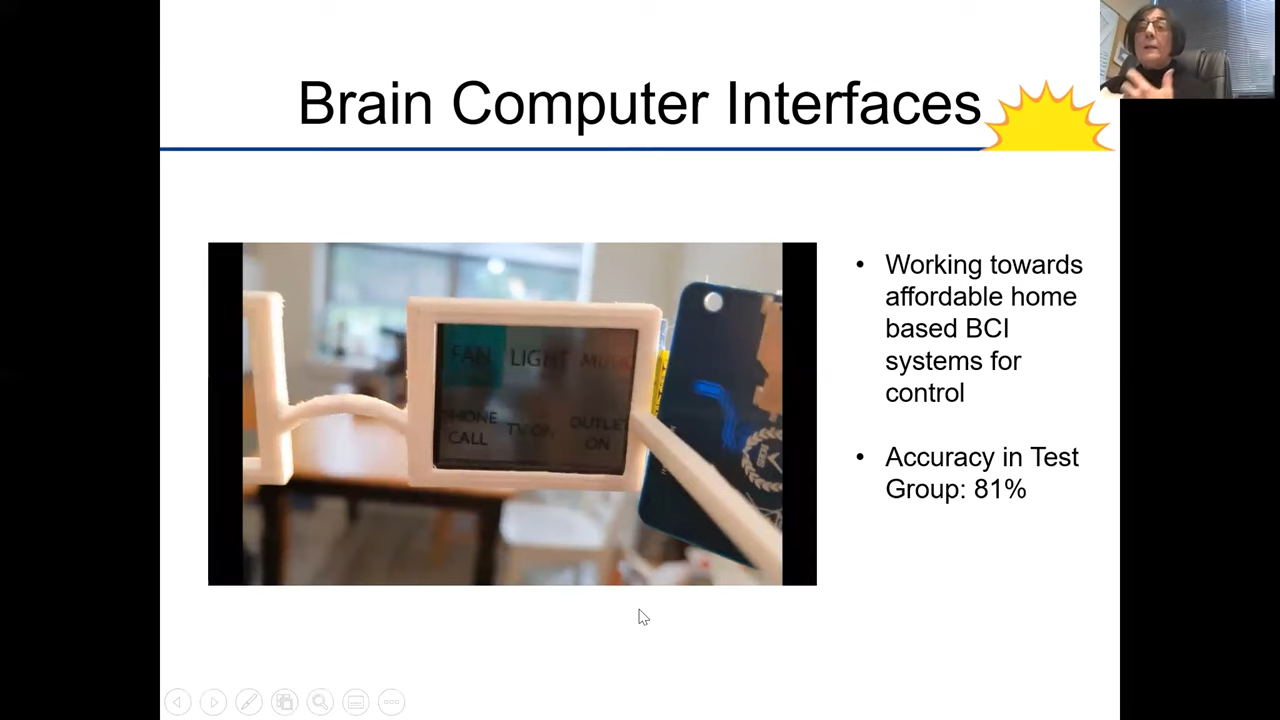 Brain Computer Interfaces
FAN LIGHT MUSIC
PHONE TV ON OUTLET
CALL ON
• Working towards
affordable home
based BCI
systems for
control
• Accuracy in Test
Group: 81%